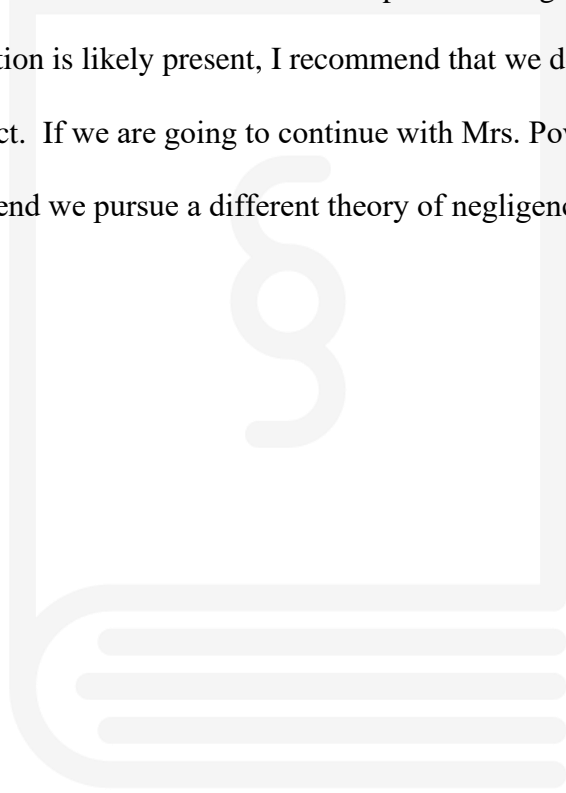 tion is likely present, I recommend that we d
ct.  If we are going to continue with Mrs. Pov
end we pursue a different theory of negligenc
§